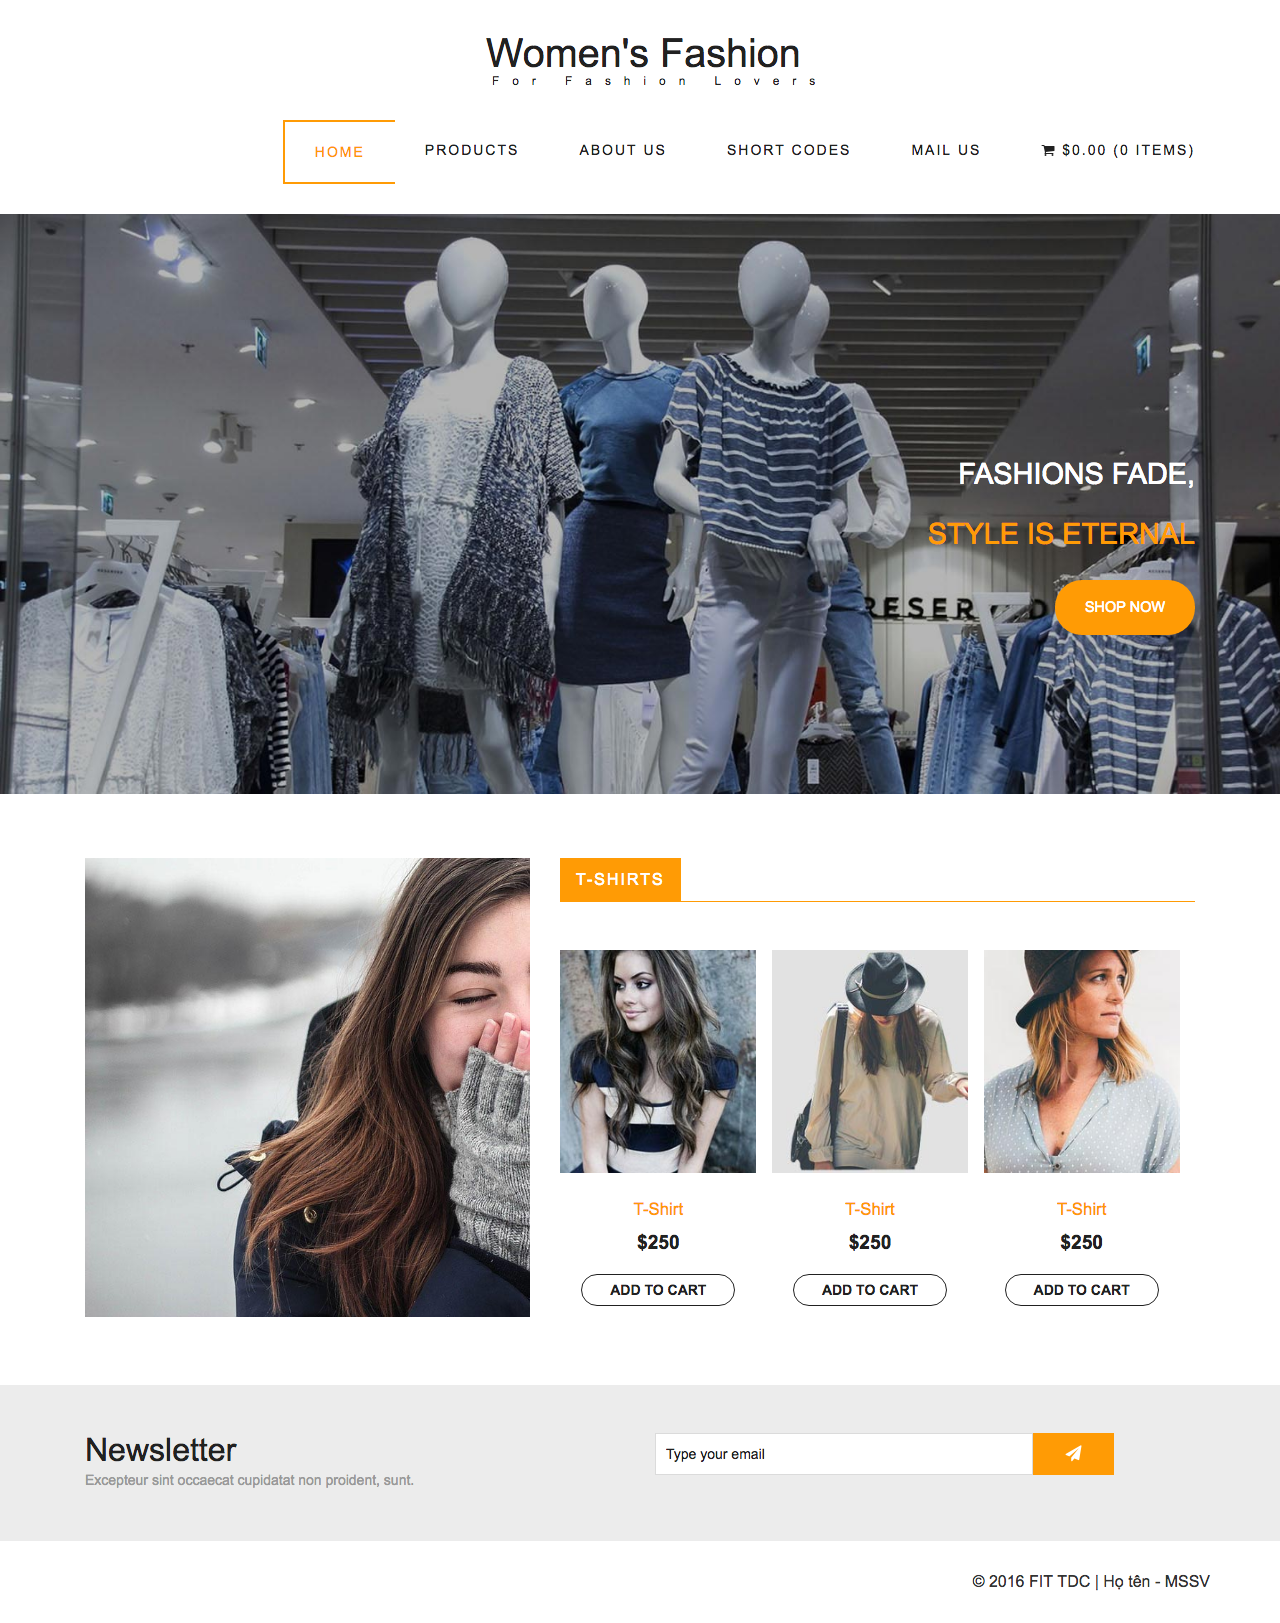 Women's Fashion
For Fashion Lovers
HOME PRODUCTS ABOUT US SHORT CODES MAIL US $0.00 (0 ITEMS)
FASHIONS FADE,
STYLE IS ETERNAL
RESERVED
RESERVED
RESER D
SHOP NOW
T-SHIRTS
T-Shirt T-Shirt T-Shirt
$250 $250 $250
ADD TO CART ADD TO CART ADD TO CART
Newsletter
Excepteur sint occaecat cupidatat non proident, sunt.
Type your email
© 2016 FIT TDC | Họ tên - MSSV